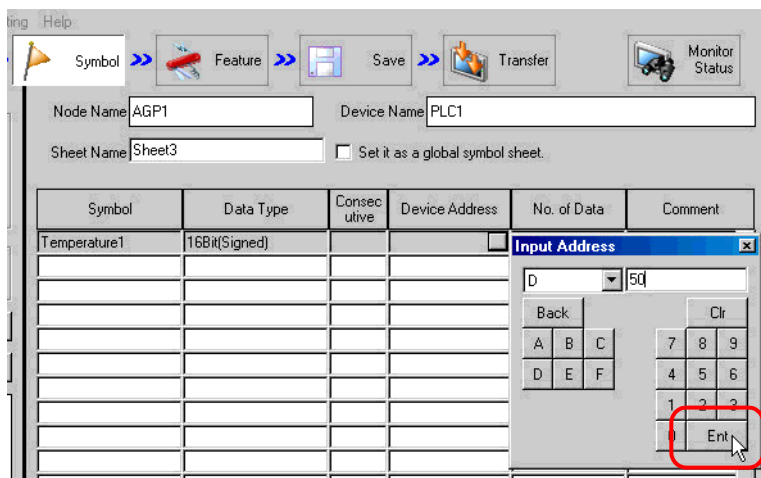 ting Help
Symbol » Feature » Save » Transfer Monitor Status
Node Name AGP1 Device Name PLC1
Sheet Name Sheet3 Set it as a global symbol sheet.
Symbol Data Type Consecutive Device Address No. of Data Comment
Temperature1 16Bit(Signed)
Input Address
D 50
Back Clr
A B C 7 8 9
D E F 4 5 6
1 2 3
0 Ent